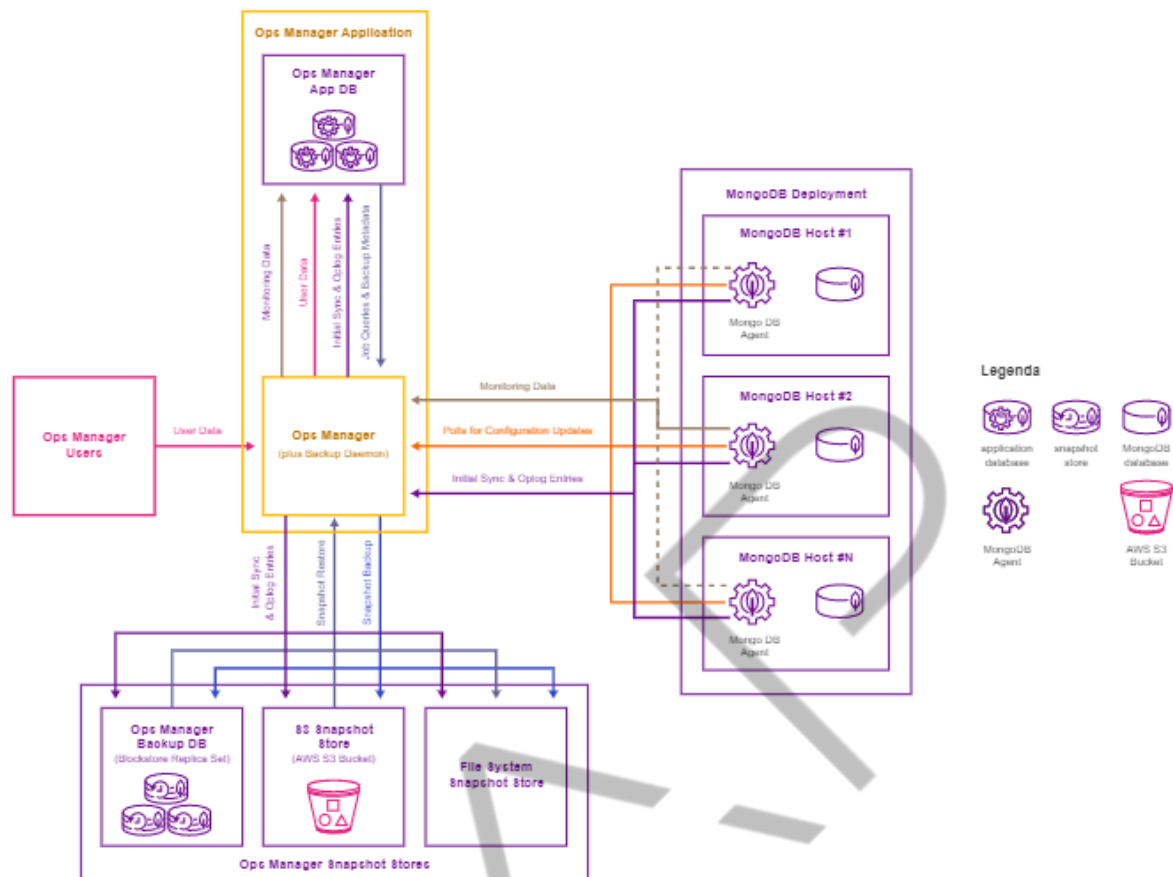 Ops Manager Application
Ops Manager
App DB
Monitoring Data
User Data
Initial Sync & Oplog Entries
Job Queries & Backup Metadata
Ops Manager
Users
User Data
Ops Manager
(plus Backup Daemon)
Monitoring Data
Polls for Configuration Updates
Initial Sync & Oplog Entries
MongoDB Deployment
MongoDB Host #1
Mongo DB
Agent
MongoDB Host #2
Mongo DB
Agent
MongoDB Host #N
Mongo DB
Agent
Legenda
application
database
snapshot
store
MongoDB
database
MongoDB
Agent
AWS S3
Bucket
Initial Sync
& Oplog Entries
Snapshot Restore
Snapshot Backup
Ops Manager
Backup DB
(Blockstore Replica Set)
S3 Snapshot
Store
(AWS S3 Bucket)
File System
Snapshot Store
Ops Manager Snapshot Stores